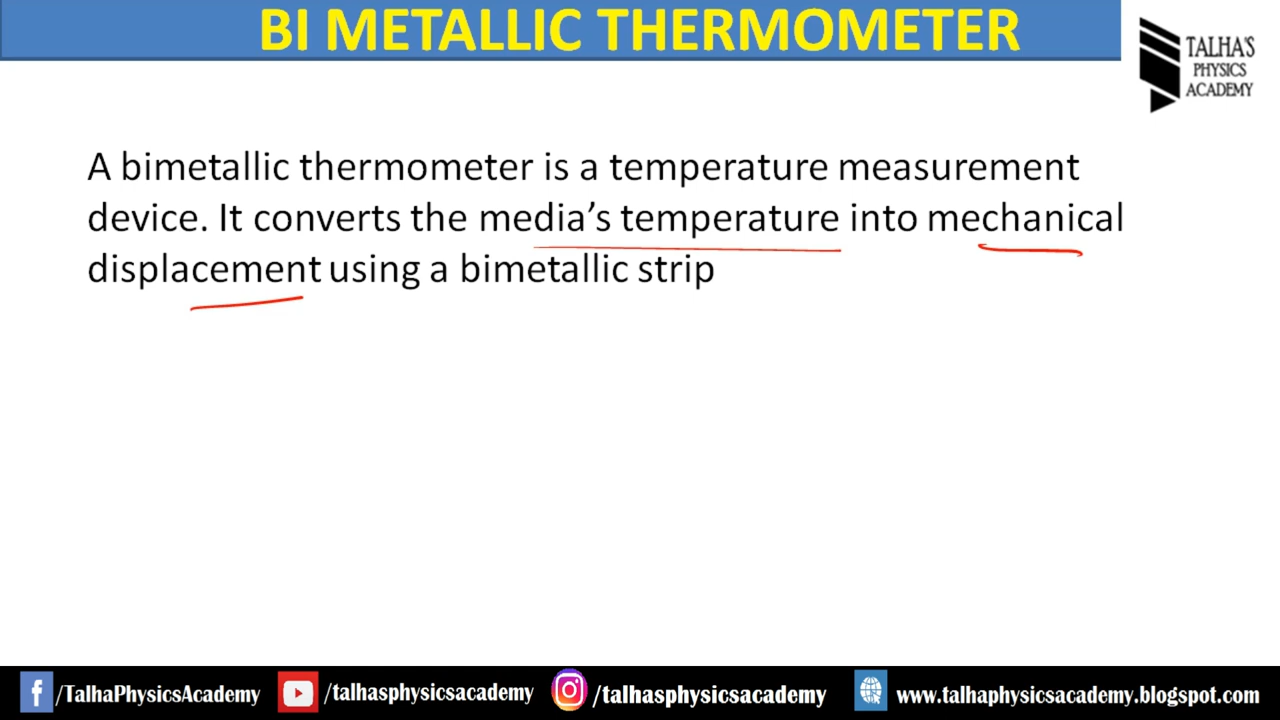 BI METALLIC THERMOMETER
TALHA'S
PHYSICS
ACADEMY
A bimetallic thermometer is a temperature measurement
device. It converts the media’s temperature into mechanical
displacement using a bimetallic strip
/TalhaPhysicsAcademy /talhasphysicsacademy /talhasphysicsacademy www.talhaphysicsacademy.blogspot.com